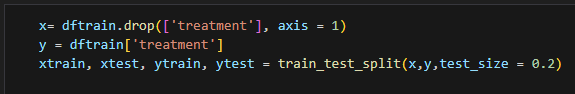 x= dftrain.drop(['treatment'], axis = 1)
y = dftrain['treatment']
xtrain, xtest, ytrain, ytest = train_test_split(x,y,test_size = 0.2)